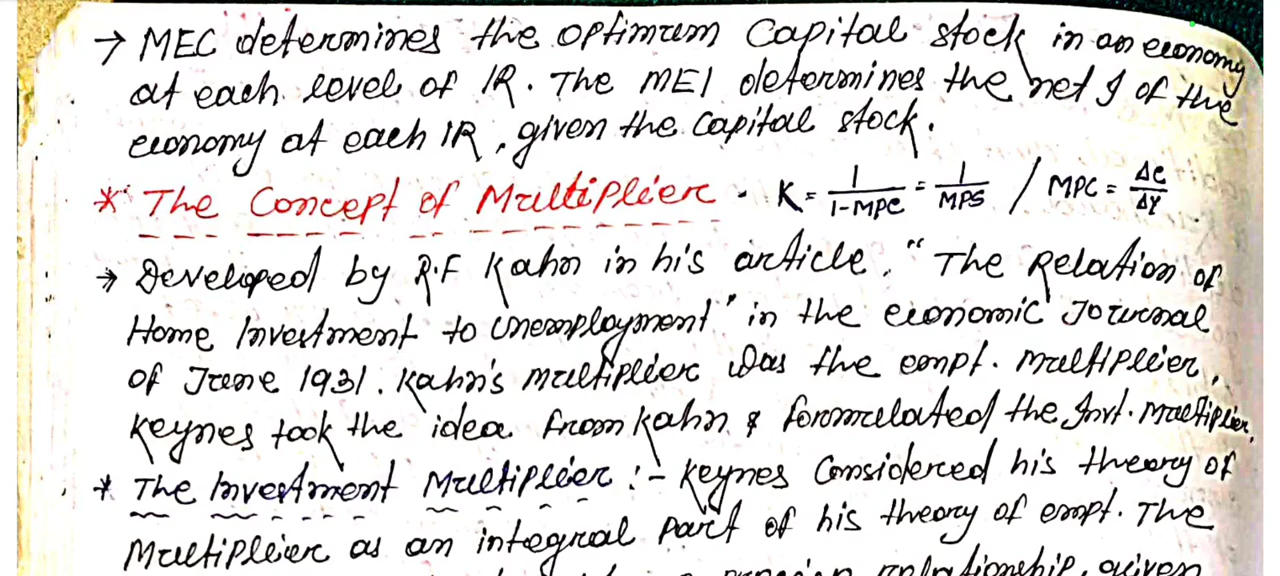 → MEC determines the optimum capital stock in an economy
at each level of IR. The MEI determines the net I of the
economy at each IR, given the capital stock.
* The Concept of Multiplier - K = 1/1-MPC = 1/MPS / MPC = ΔC/ΔY
→ Developed by R.F Kahn in his article. "The Relation of
Home Investment to Unemployment" in the economic Journal
of June 1931. Kahn's multiplier was the empt. multiplier,
Keynes took the idea from Kahn & formulated the Invt. Multiplier.
* The Investment Multiplier :- Keynes Considered his theory of
Multiplier as an integral part of his theory of empt. The
relationship, given